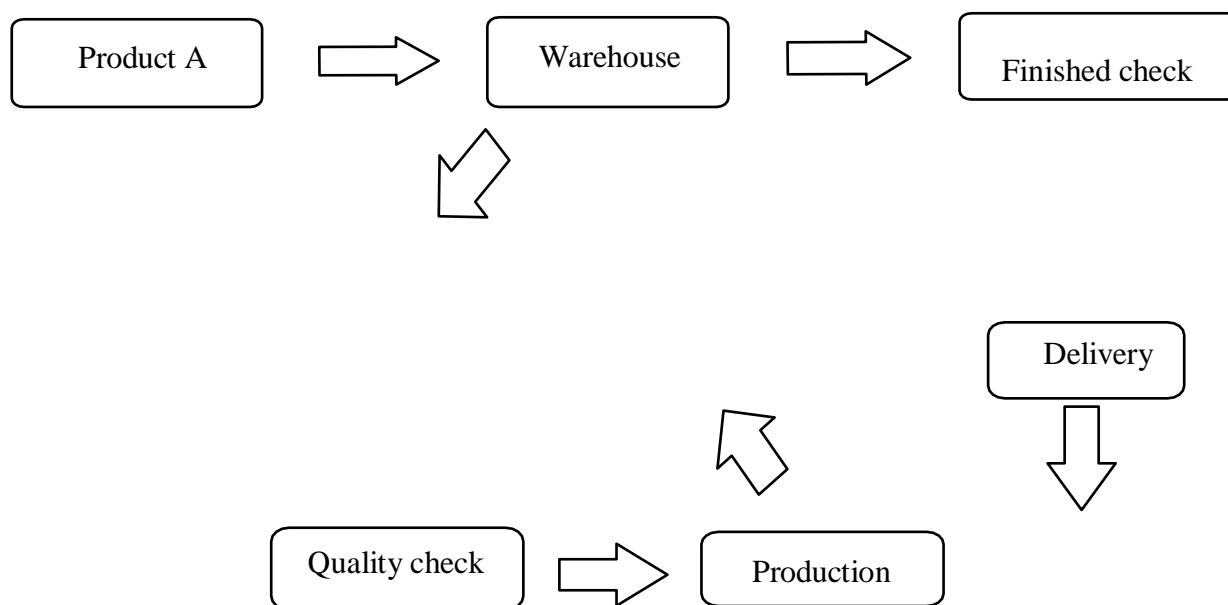 Product A
Warehouse
Finished check
Delivery
Quality check
Production